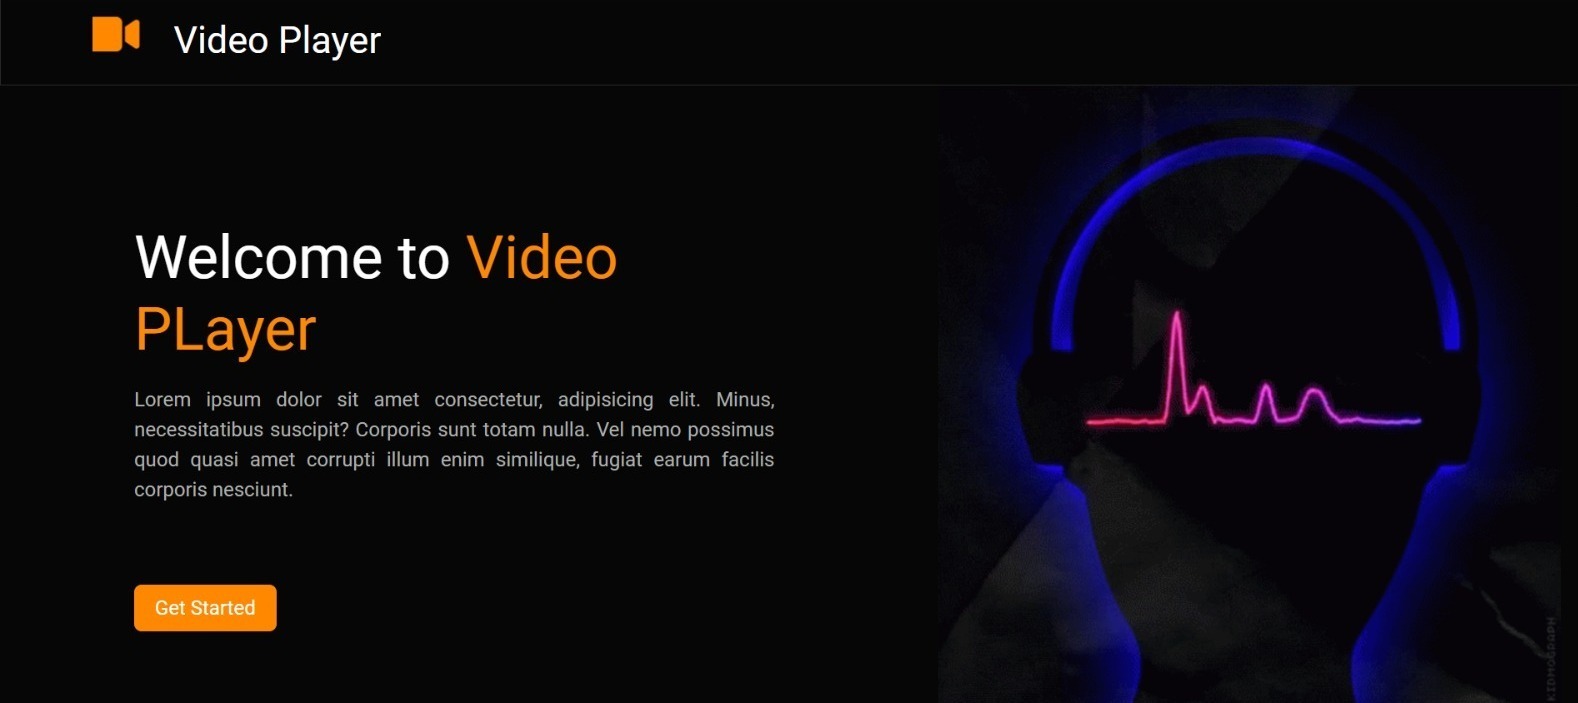 Video Player
Welcome to Video
PLayer
Lorem ipsum dolor sit amet consectetur, adipisicing elit. Minus,
necessitatibus suscipit? Corporis sunt totam nulla. Vel nemo possimus
quod quasi amet corrupti illum enim similique, fugiat earum facilis
corporis nesciunt.
Get Started
KIDMOGRAPH